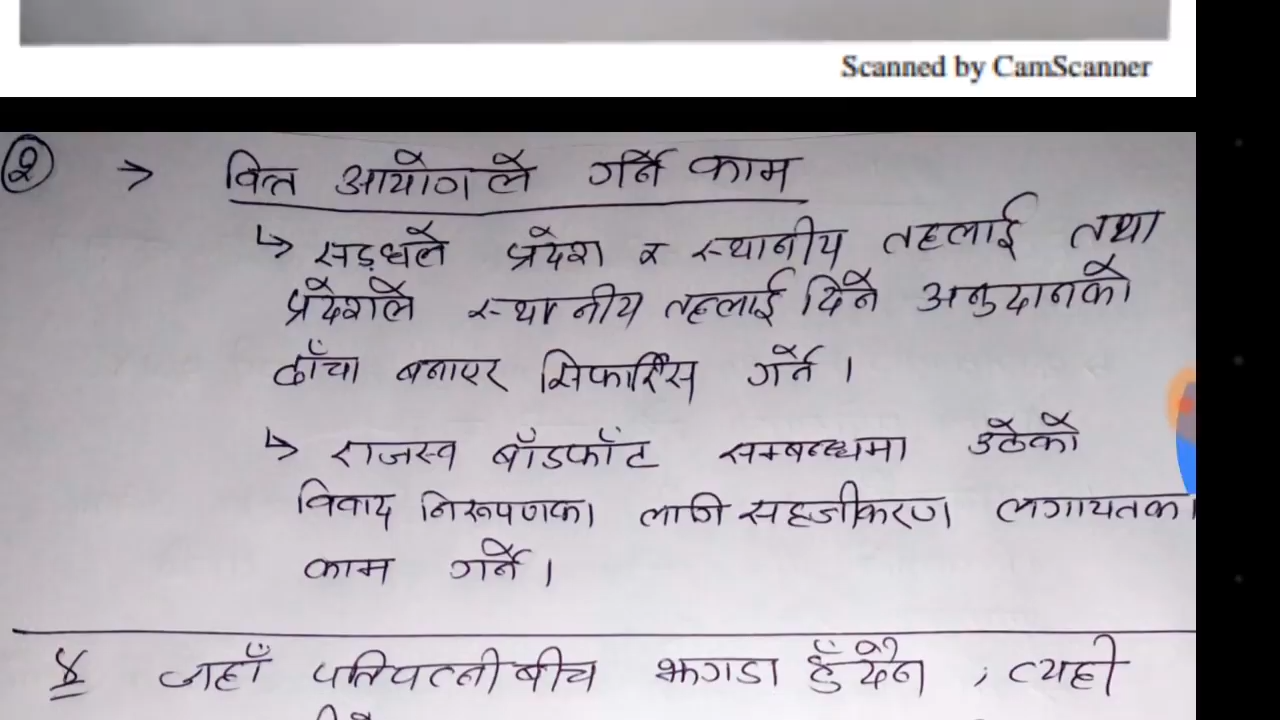 Scanned by CamScanner
२ → वित्त आयोगले गर्ने काम
↳ सङ्घले प्रदेश र स्थानीय तहलाई तथा
प्रदेशले स्थानीय तहलाई दिने अनुदानको
ढाँचा बनाएर सिफारिस गर्ने ।
↳ राजस्व बाँडफाँट सम्बन्धमा उठेको
विवाद निरूपणका लागि सहजीकरण लगायतका
काम गर्ने ।
४ जहाँ पतिपत्नीबीच झगडा हुँदैन , त्यही